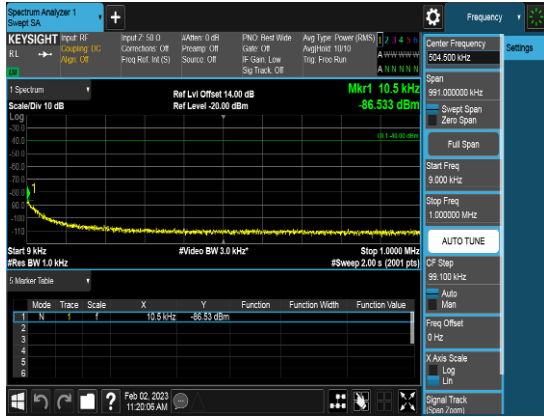 Spectrum Analyzer 1
Swept SA
+
Frequency
KEYSIGHT
RL
Input: RF
Coupling: DC
Align: Off
Input Z: 50 Ω
Corrections: Off
Freq Ref: Int (S)
#Atten: 0 dB
Preamp: Off
Source: Off
PNO: Best Wide
Gate: Off
IF Gain: Low
Sig Track: Off
Avg Type: Power (RMS)
Avg|Hold: 10/10
Trig: Free Run
1 2 3 4 5 6
A W W W W W
A N N N N N
1 Spectrum
Scale/Div 10 dB
Ref Lvl Offset 14.00 dB
Ref Level -20.00 dBm
Mkr1 10.5 kHz
-86.533 dBm
Log
-30.0
-40.0
-50.0
-60.0
-70.0
-80.0
-90.0
-100
-110
DL1 -40.00 dBm
1
Start 9 kHz
#Res BW 1.0 kHz
#Video BW 3.0 kHz*
Stop 1.0000 MHz
#Sweep 2.00 s (2001 pts)
5 Marker Table
Mode Trace Scale X Y Function Function Width Function Value
1 N 1 f 10.5 kHz -86.53 dBm
2
3
4
5
6
Feb 02, 2023
11:20:06 AM
Center Frequency
504.500 kHz
Settings
Span
991.000000 kHz
Swept Span
Zero Span
Full Span
Start Freq
9.000 kHz
Stop Freq
1.000000 MHz
AUTO TUNE
CF Step
99.100 kHz
Auto
Man
Freq Offset
0 Hz
X Axis Scale
Log
Lin
Signal Track
(Span Zoom)